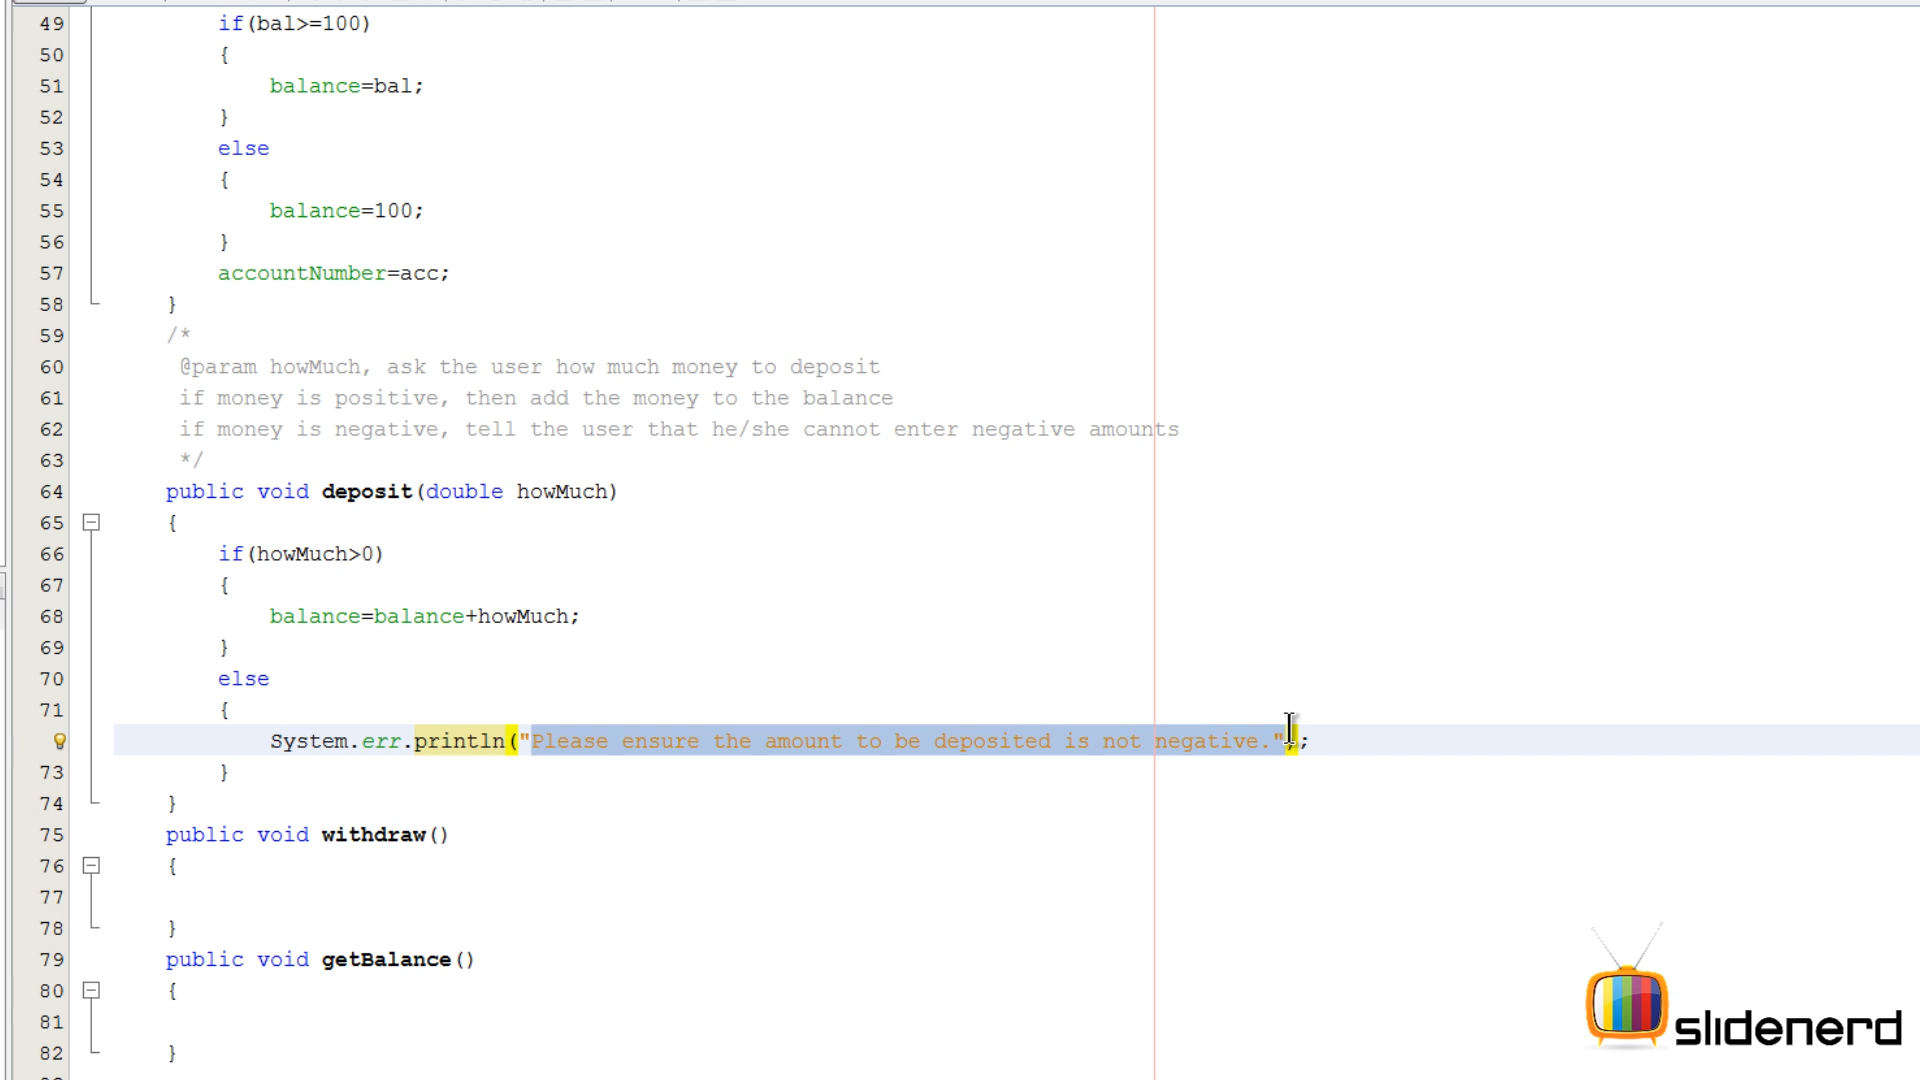 49 if(bal>=100)
50 {
51 balance=bal;
52 }
53 else
54 {
55 balance=100;
56 }
57 accountNumber=acc;
58 }
59 /*
60 @param howMuch, ask the user how much money to deposit
61 if money is positive, then add the money to the balance
62 if money is negative, tell the user that he/she cannot enter negative amounts
63 */
64 public void deposit(double howMuch)
65 {
66 if(howMuch>0)
67 {
68 balance=balance+howMuch;
69 }
70 else
71 {
System.err.println("Please ensure the amount to be deposited is not negative.");
73 }
74 }
75 public void withdraw()
76 {
77
78 }
79 public void getBalance()
80 {
81
82 }
slidenerd